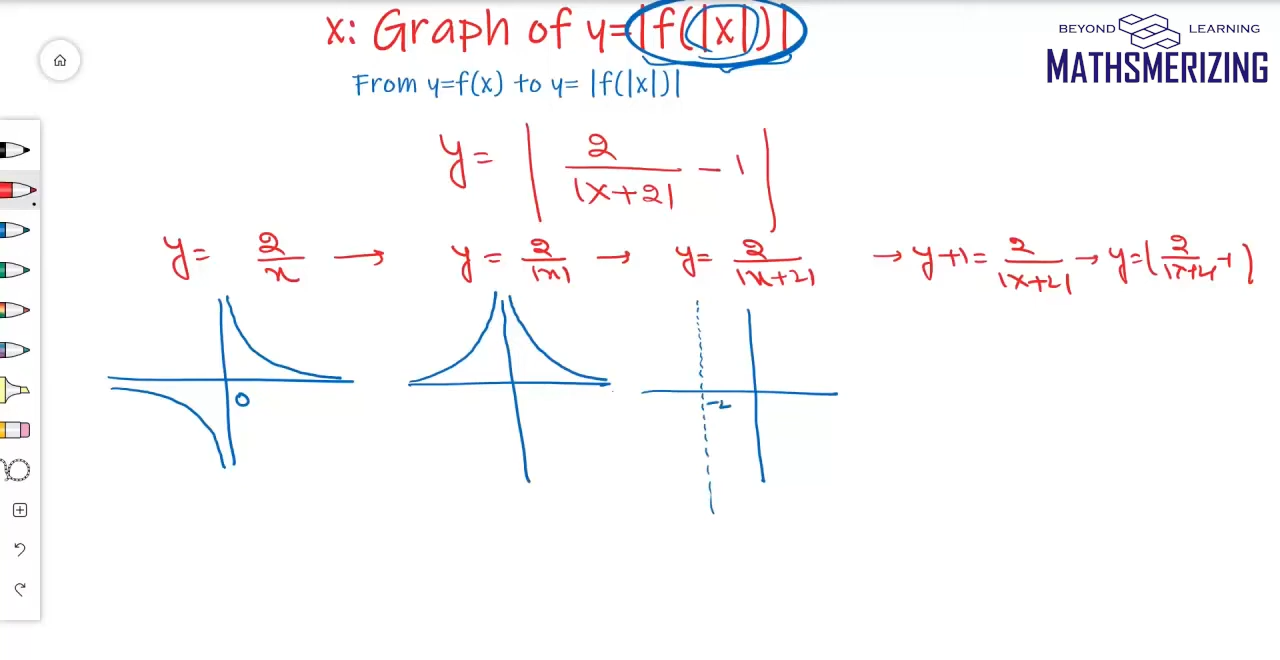 x: Graph of y=|f(|x|)|
BEYOND LEARNING
MATHSMERIZING
From y=f(x) to y= |f(|x|)|
y= | 2/|x+2| - 1 |
y= 2/x → y= 2/|x| → y= 2/|x+2| → y+1= 2/|x+2| → y=| 2/|x+2| -1 |
0
-2